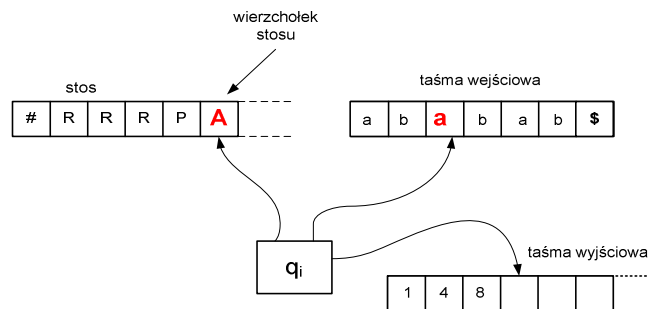 wierzchołek
stosu
stos
taśma wejściowa
# R R R P A
a b a b a b $
qi
taśma wyjściowa
1 4 8